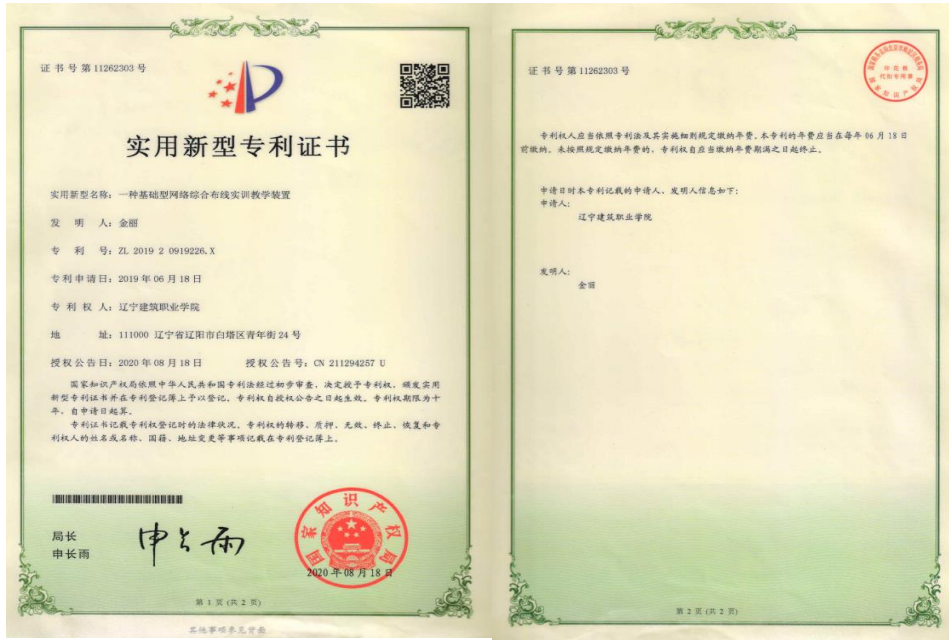 证书号第11262303号
实用新型专利证书
实用新型名称：一种基础型网络综合布线实训教学装置
发 明 人：金丽
专 利 号：ZL 2019 2 0919226.X
专利申请日：2019年06月18日
专 利 权 人：辽宁建筑职业学院
地 址：111000 辽宁省辽阳市白塔区青年街24号
授权公告日：2020年08月18日 授权公告号：CN 211294257 U
国家知识产权局依照中华人民共和国专利法经过初步审查，决定授予专利权，颁发实用
新型专利证书并在专利登记簿上予以登记。专利权自授权公告之日起生效。专利权期限为十
年，自申请日起算。
专利证书记载专利权登记时的法律状况。专利权的转移、质押、无效、终止、恢复和专
利权人的姓名或名称、国籍、地址变更等事项记载在专利登记簿上。
局长
申长雨
申长雨
国家知识产权局
2020年08月18日
第 1 页 (共 2 页)
其他事项参见背面
证书号第11262303号
专利权人应当依照专利法及其实施细则规定缴纳年费。本专利的年费应当在每年06月18日
前缴纳。未按照规定缴纳年费的，专利权自应当缴纳年费期满之日起终止。
申请日时本专利记载的申请人、发明人信息如下：
申请人：
辽宁建筑职业学院
发明人：
金丽
第 2 页 (共 2 页)